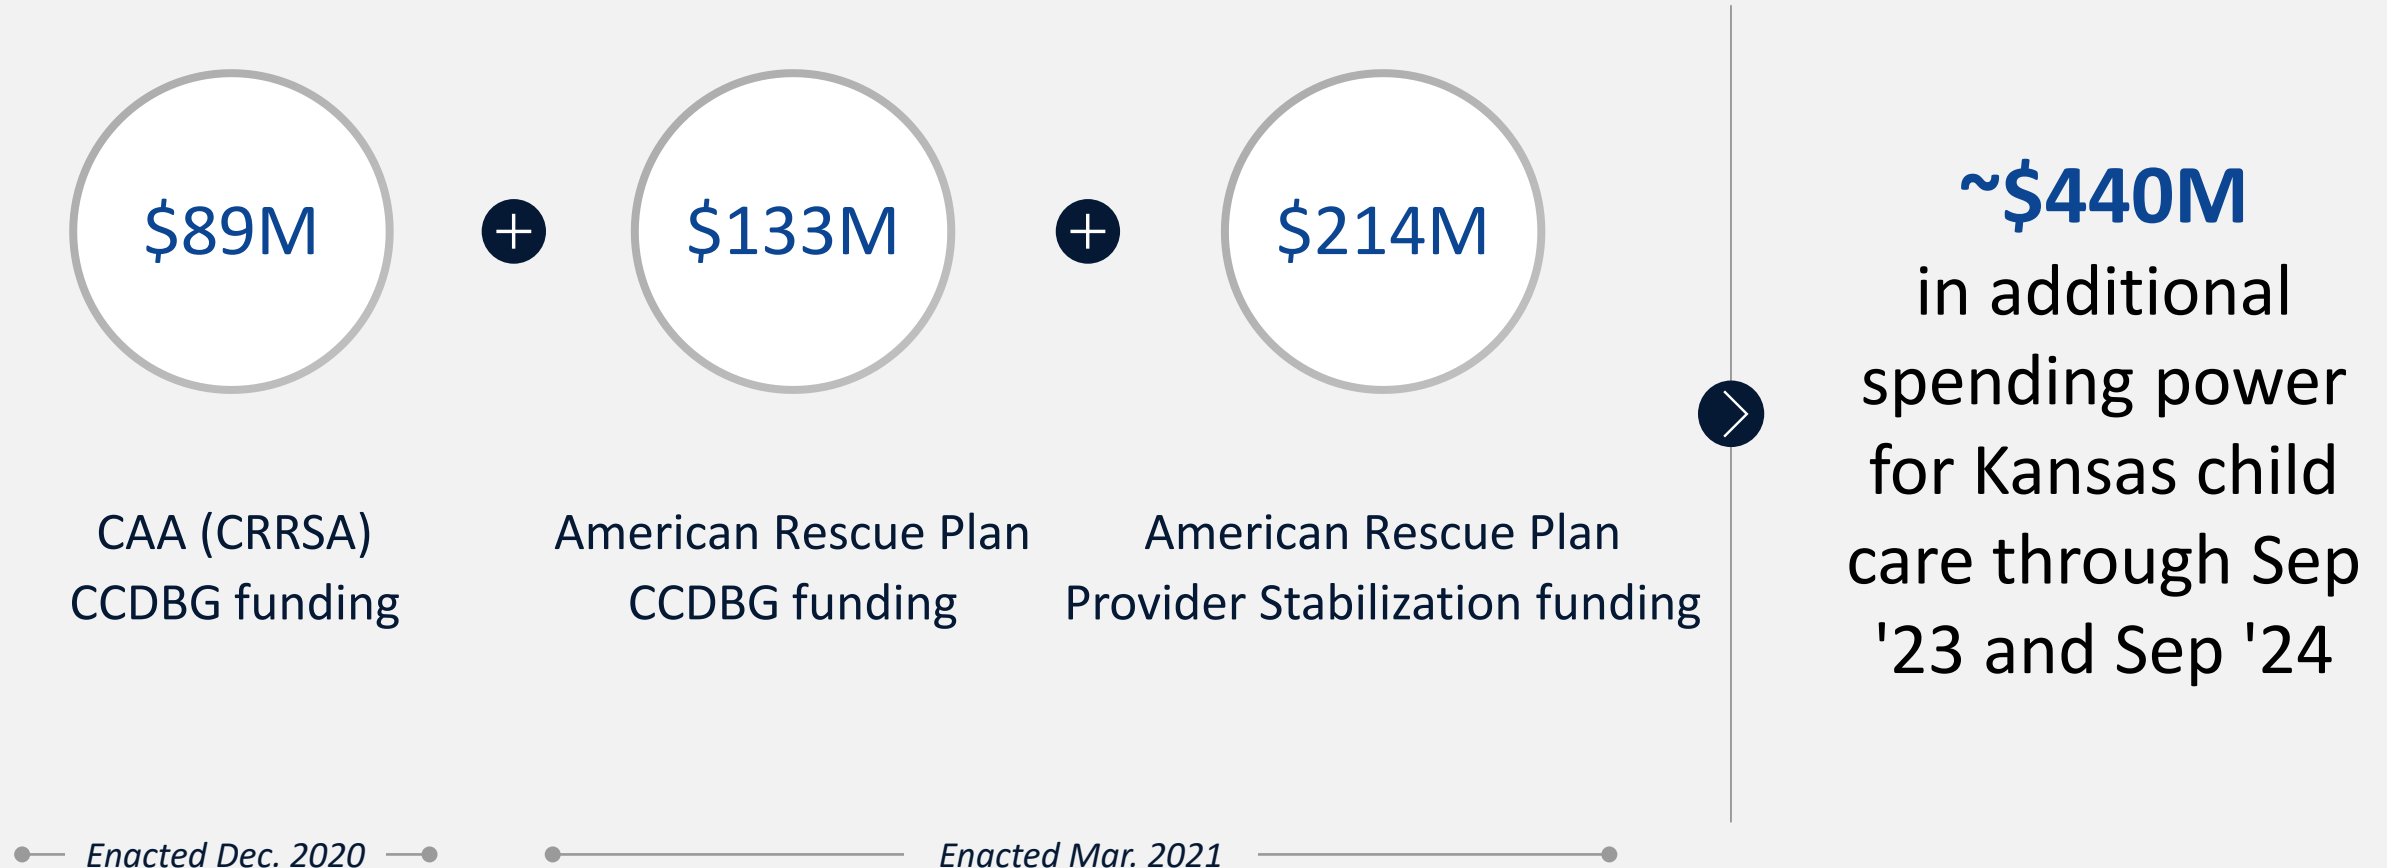 $89M
$133M
$214M
CAA (CRRSA)
CCDBG funding
American Rescue Plan
CCDBG funding
American Rescue Plan
Provider Stabilization funding
~$440M
in additional
spending power
for Kansas child
care through Sep
'23 and Sep '24
Enacted Dec. 2020
Enacted Mar. 2021